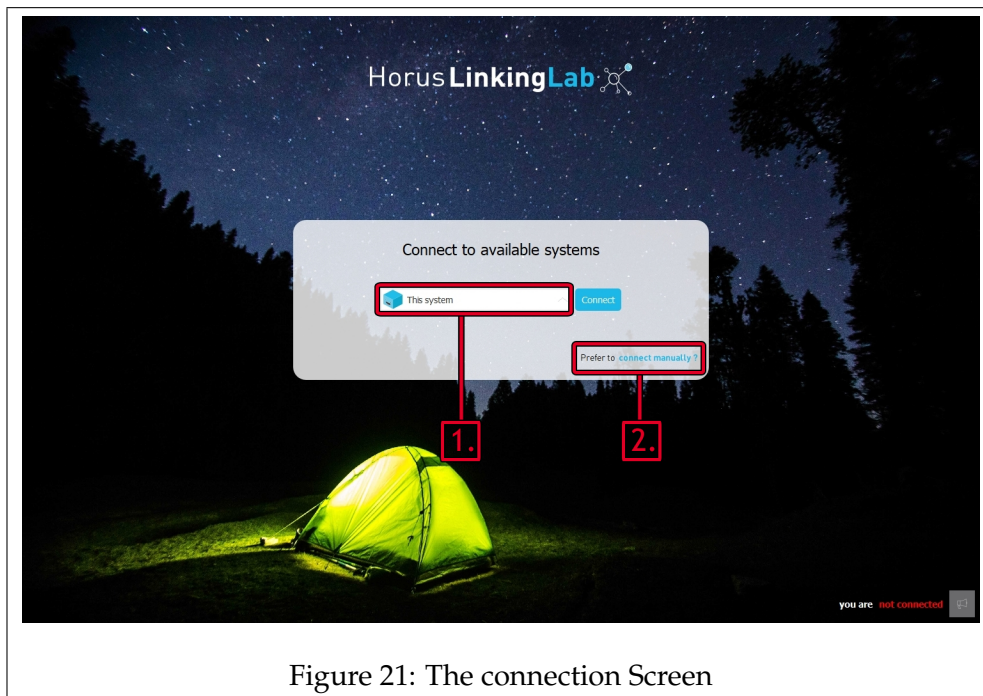 Horus LinkingLab
Connect to available systems
This system
Connect
Prefer to connect manually ?
1.
2.
you are not connected
Figure 21: The connection Screen